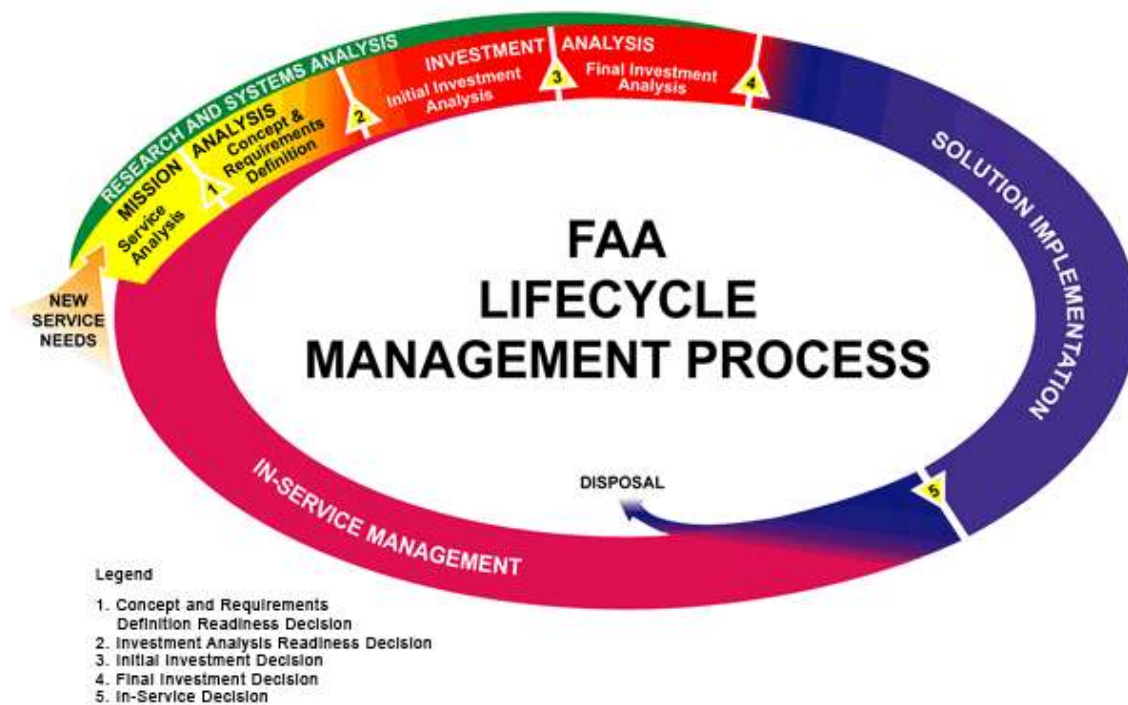 RESEARCH AND SYSTEMS ANALYSIS
MISSION ANALYSIS
Service
Analysis
1
Concept &
Requirements
Definition
2
INVESTMENT ANALYSIS
Initial Investment
Analysis
3
Final Investment
Analysis
4
SOLUTION IMPLEMENTATION
NEW
SERVICE
NEEDS
FAA
LIFECYCLE
MANAGEMENT PROCESS
DISPOSAL
5
IN-SERVICE MANAGEMENT
Legend
1. Concept and Requirements
Definition Readiness Decision
2. Investment Analysis Readiness Decision
3. Initial Investment Decision
4. Final Investment Decision
5. In-Service Decision